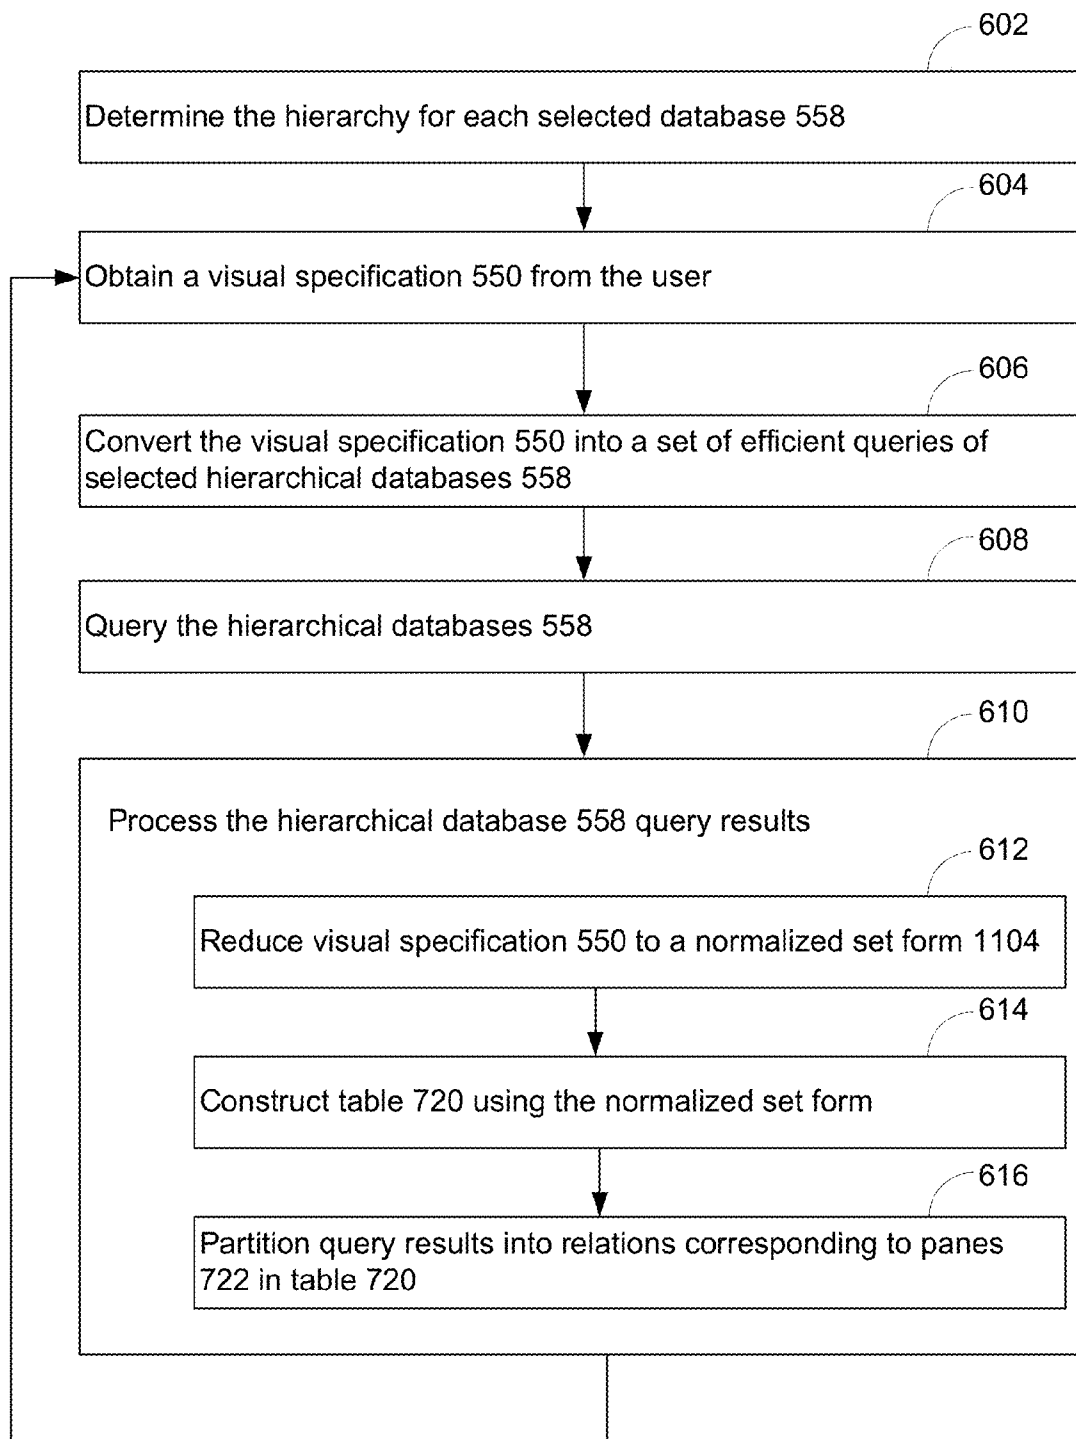 602
Determine the hierarchy for each selected database 558
604
Obtain a visual specification 550 from the user
606
Convert the visual specification 550 into a set of efficient queries of
selected hierarchical databases 558
608
Query the hierarchical databases 558
610
Process the hierarchical database 558 query results
612
Reduce visual specification 550 to a normalized set form 1104
614
Construct table 720 using the normalized set form
616
Partition query results into relations corresponding to panes
722 in table 720